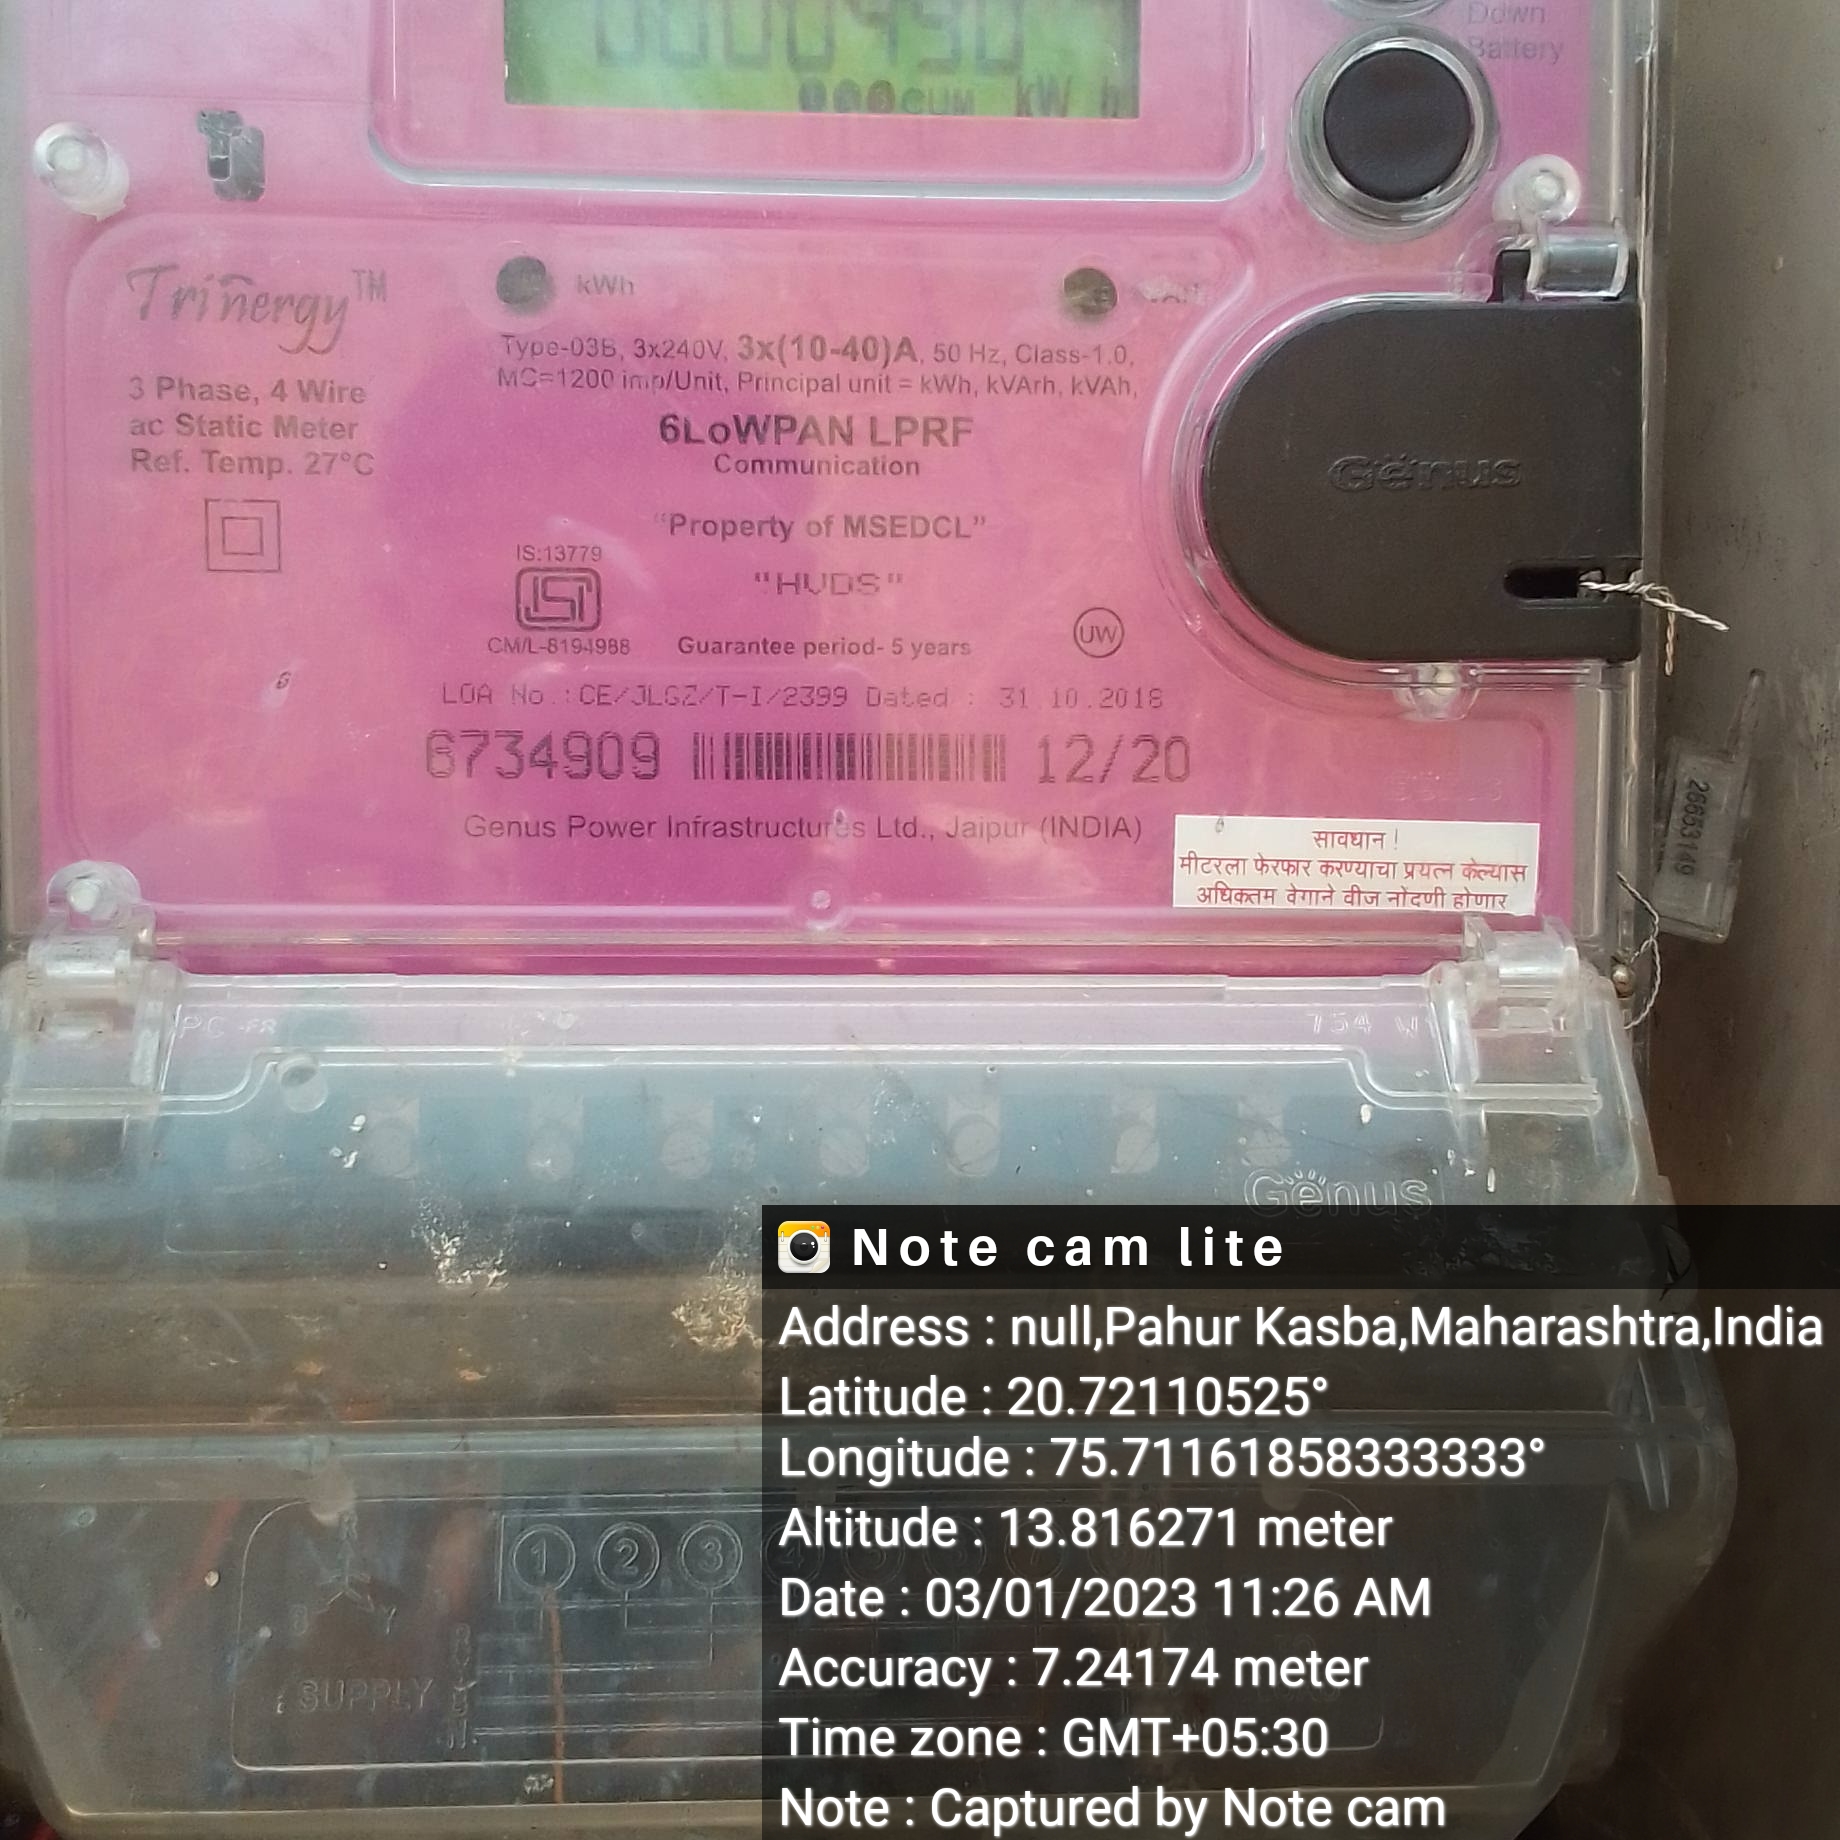 Down
Battery
CUM kW h
Trinergy™
kWh
Type-03B, 3x240V, 3x(10-40)A, 50 Hz, Class-1.0,
MC=1200 imp/Unit, Principal unit = kWh, kVArh, kVAh,
3 Phase, 4 Wire
ac Static Meter
Ref. Temp. 27°C
6LoWPAN LPRF
Communication
Genus
"Property of MSEDCL"
"HVDS"
IS:13779
CM/L-8194988
Guarantee period- 5 years
UW
LOA No.:CE/JLGZ/T-I/2399 Dated : 31.10.2018
6734909 12/20
Genus Power Infrastructures Ltd., Jaipur (INDIA)
सावधान !
मीटरला फेरफार करण्याचा प्रयत्न केल्यास
अधिकतम वेगाने वीज नोंदणी होणार
26653149
PC-FR
754
Genus
Note cam lite
Address : null,Pahur Kasba,Maharashtra,India
Latitude : 20.72110525°
Longitude : 75.71161858333333°
Altitude : 13.816271 meter
Date : 03/01/2023 11:26 AM
Accuracy : 7.24174 meter
Time zone : GMT+05:30
Note : Captured by Note cam
1 2 3
R
B Y
SUPPLY